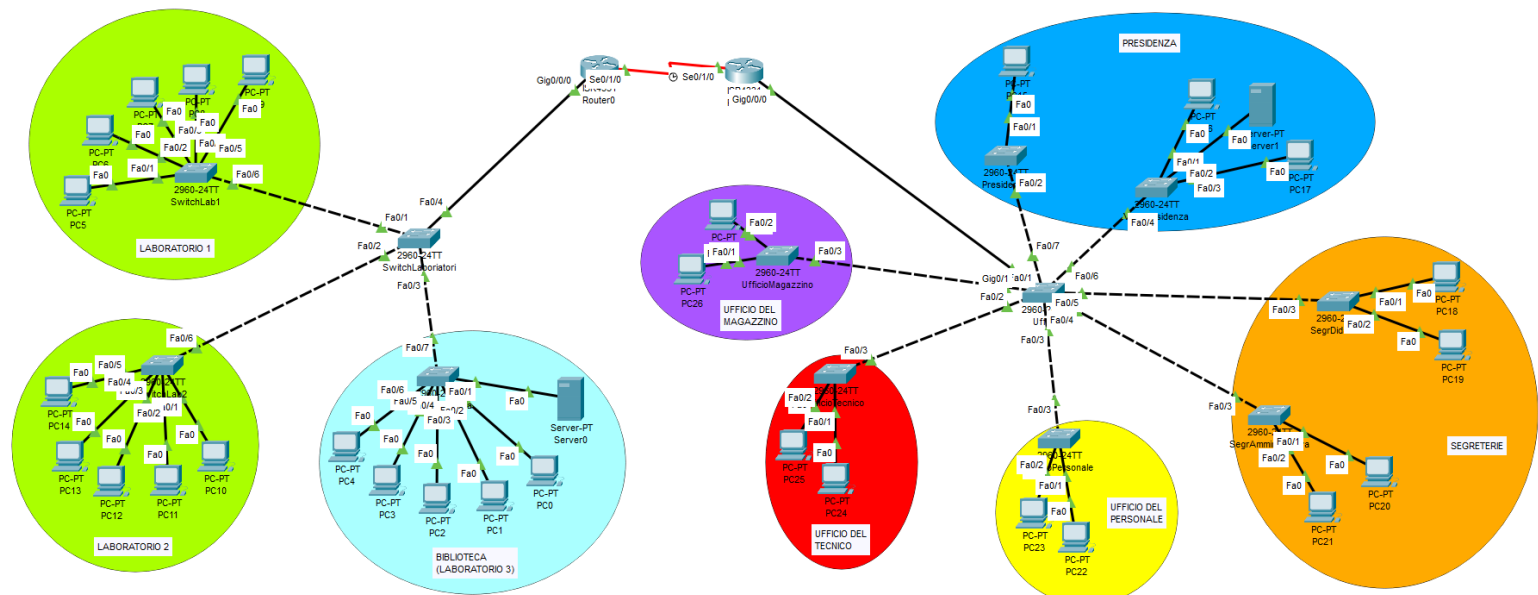 Fa0
PC-PT
Fa0
Fa0
Fa0/5
Fa0/2
Fa0
PC-PT
PC6
Fa0/1
Fa0
Fa0/6
2960-24TT
SwitchLab1
PC-PT
PC5
LABORATORIO 1
Gig0/0/0
Se0/1/0
Router0
Se0/1/0
Gig0/0/0
Fa0/4
Fa0/1
Fa0/2
2960-24TT
SwitchLaboriatori
Fa0/3
PRESIDENZA
PC-PT
Fa0
Fa0/1
2960-24TT
Fa0/2
PC-PT
Fa0
Fa0
Server-PT
Server1
Fa0/1
Fa0/2
Fa0/3
Fa0
PC-PT
PC17
2960-24TT
Fa0/4
Fa0/2
PC-PT
Fa0/1
Fa0/3
2960-24TT
UfficioMagazzino
PC-PT
PC26
UFFICIO DEL
MAGAZZINO
Fa0/7
Fa0/6
Gig0/1
Fa0/1
Fa0/2
Fa0/5
Fa0/4
Fa0/3
Fa0/3
Fa0/1
Fa0
PC-PT
PC18
Fa0/2
Fa0
PC-PT
PC19
Fa0/3
Fa0/1
Fa0/2
Fa0
Fa0
PC-PT
PC20
PC-PT
PC21
SEGRETERIE
Fa0/6
Fa0/5
Fa0
Fa0/4
Fa0/2
PC-PT
PC14
Fa0
Fa0
Fa0
Fa0
PC-PT
PC13
PC-PT
PC12
PC-PT
PC11
PC-PT
PC10
LABORATORIO 2
Fa0/7
Fa0/6
Fa0/5
Fa0/1
Fa0/3
Fa0
Server-PT
Server0
Fa0
Fa0
Fa0
Fa0
Fa0
PC-PT
PC4
PC-PT
PC3
PC-PT
PC2
PC-PT
PC1
PC-PT
PC0
BIBLIOTECA
(LABORATORIO 3)
Fa0/3
2960-24TT
Fa0/2
Fa0/1
Fa0
Fa0
PC-PT
PC25
PC-PT
PC24
UFFICIO DEL
TECNICO
Fa0/3
2960-24TT
Fa0/2
Fa0/1
Fa0
Fa0
PC-PT
PC23
PC-PT
PC22
UFFICIO DEL
PERSONALE